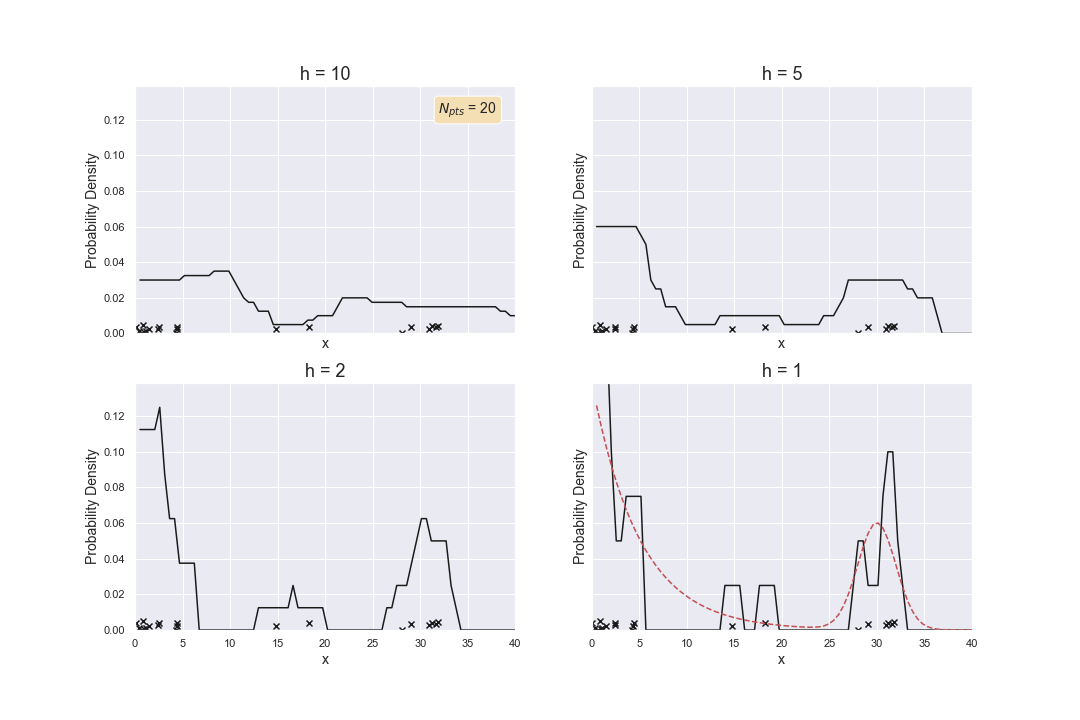 h = 10
h = 5
N_pts = 20
0.12
0.10
0.08
0.06
0.04
0.02
0.00
Probability Density
Probability Density
x
x
h = 2
h = 1
0.12
0.10
0.08
0.06
0.04
0.02
0.00
Probability Density
Probability Density
0 5 10 15 20 25 30 35 40
0 5 10 15 20 25 30 35 40
x
x